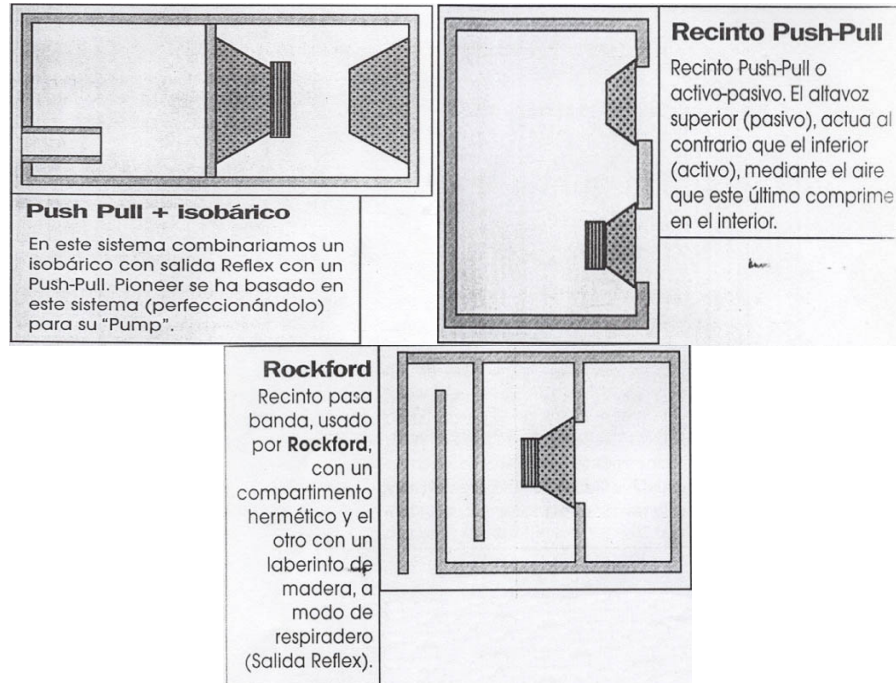 Push Pull + isobárico
En este sistema combinariamos un
isobárico con salida Reflex con un
Push-Pull. Pioneer se ha basado en
este sistema (perfeccionándolo)
para su "Pump".
Recinto Push-Pull
Recinto Push-Pull o
activo-pasivo. El altavoz
superior (pasivo), actua al
contrario que el inferior
(activo), mediante el aire
que este último comprime
en el interior.
Rockford
Recinto pasa
banda, usado
por Rockford,
con un
compartimento
hermético y el
otro con un
laberinto de
madera, a
modo de
respiradero
(Salida Reflex).